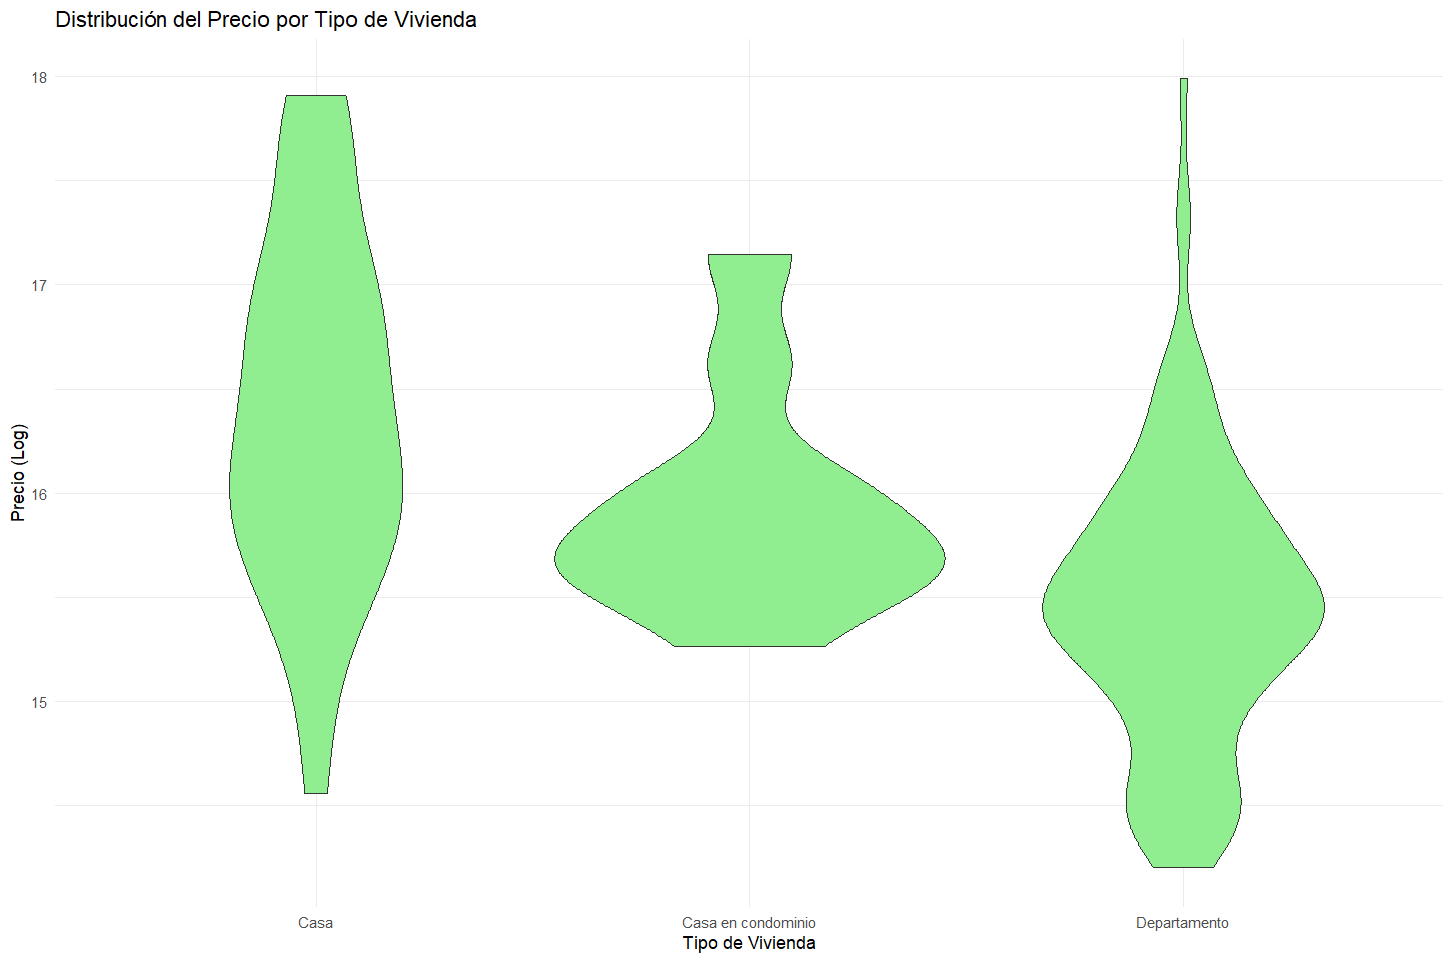 Distribución del Precio por Tipo de Vivienda
18
17
16
15
Precio (Log)
Casa
Casa en condominio
Departamento
Tipo de Vivienda